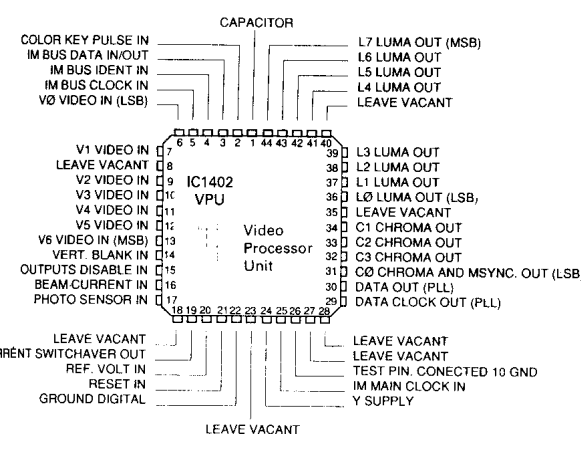 CAPACITOR
COLOR KEY PULSE IN
IM BUS DATA IN/OUT
IM BUS IDENT IN
IM BUS CLOCK IN
VØ VIDEO IN (LSB)
L7 LUMA OUT (MSB)
L6 LUMA OUT
L5 LUMA OUT
L4 LUMA OUT
LEAVE VACANT
6 5 4 3 2 1 44 43 42 41 40
V1 VIDEO IN 7
LEAVE VACANT 8
V2 VIDEO IN 9
V3 VIDEO IN 10
V4 VIDEO IN 11
V5 VIDEO IN 12
V6 VIDEO IN (MSB) 13
VERT. BLANK IN 14
OUTPUTS DISABLE IN 15
BEAM-CURRENT IN 16
PHOTO SENSOR IN 17
IC1402
VPU
Video
Processor
Unit
39 L3 LUMA OUT
38 L2 LUMA OUT
37 L1 LUMA OUT
36 LØ LUMA OUT (LSB)
35 LEAVE VACANT
34 C1 CHROMA OUT
33 C2 CHROMA OUT
32 C3 CHROMA OUT
31 CØ CHROMA AND MSYNC. OUT (LSB
30 DATA OUT (PLL)
29 DATA CLOCK OUT (PLL)
18 19 20 21 22 23 24 25 26 27 28
LEAVE VACANT
RRENT SWITCHAVER OUT
REF. VOLT IN
RESET IN
GROUND DIGITAL
LEAVE VACANT
LEAVE VACANT
LEAVE VACANT
TEST PIN. CONECTED 10 GND
IM MAIN CLOCK IN
Y SUPPLY